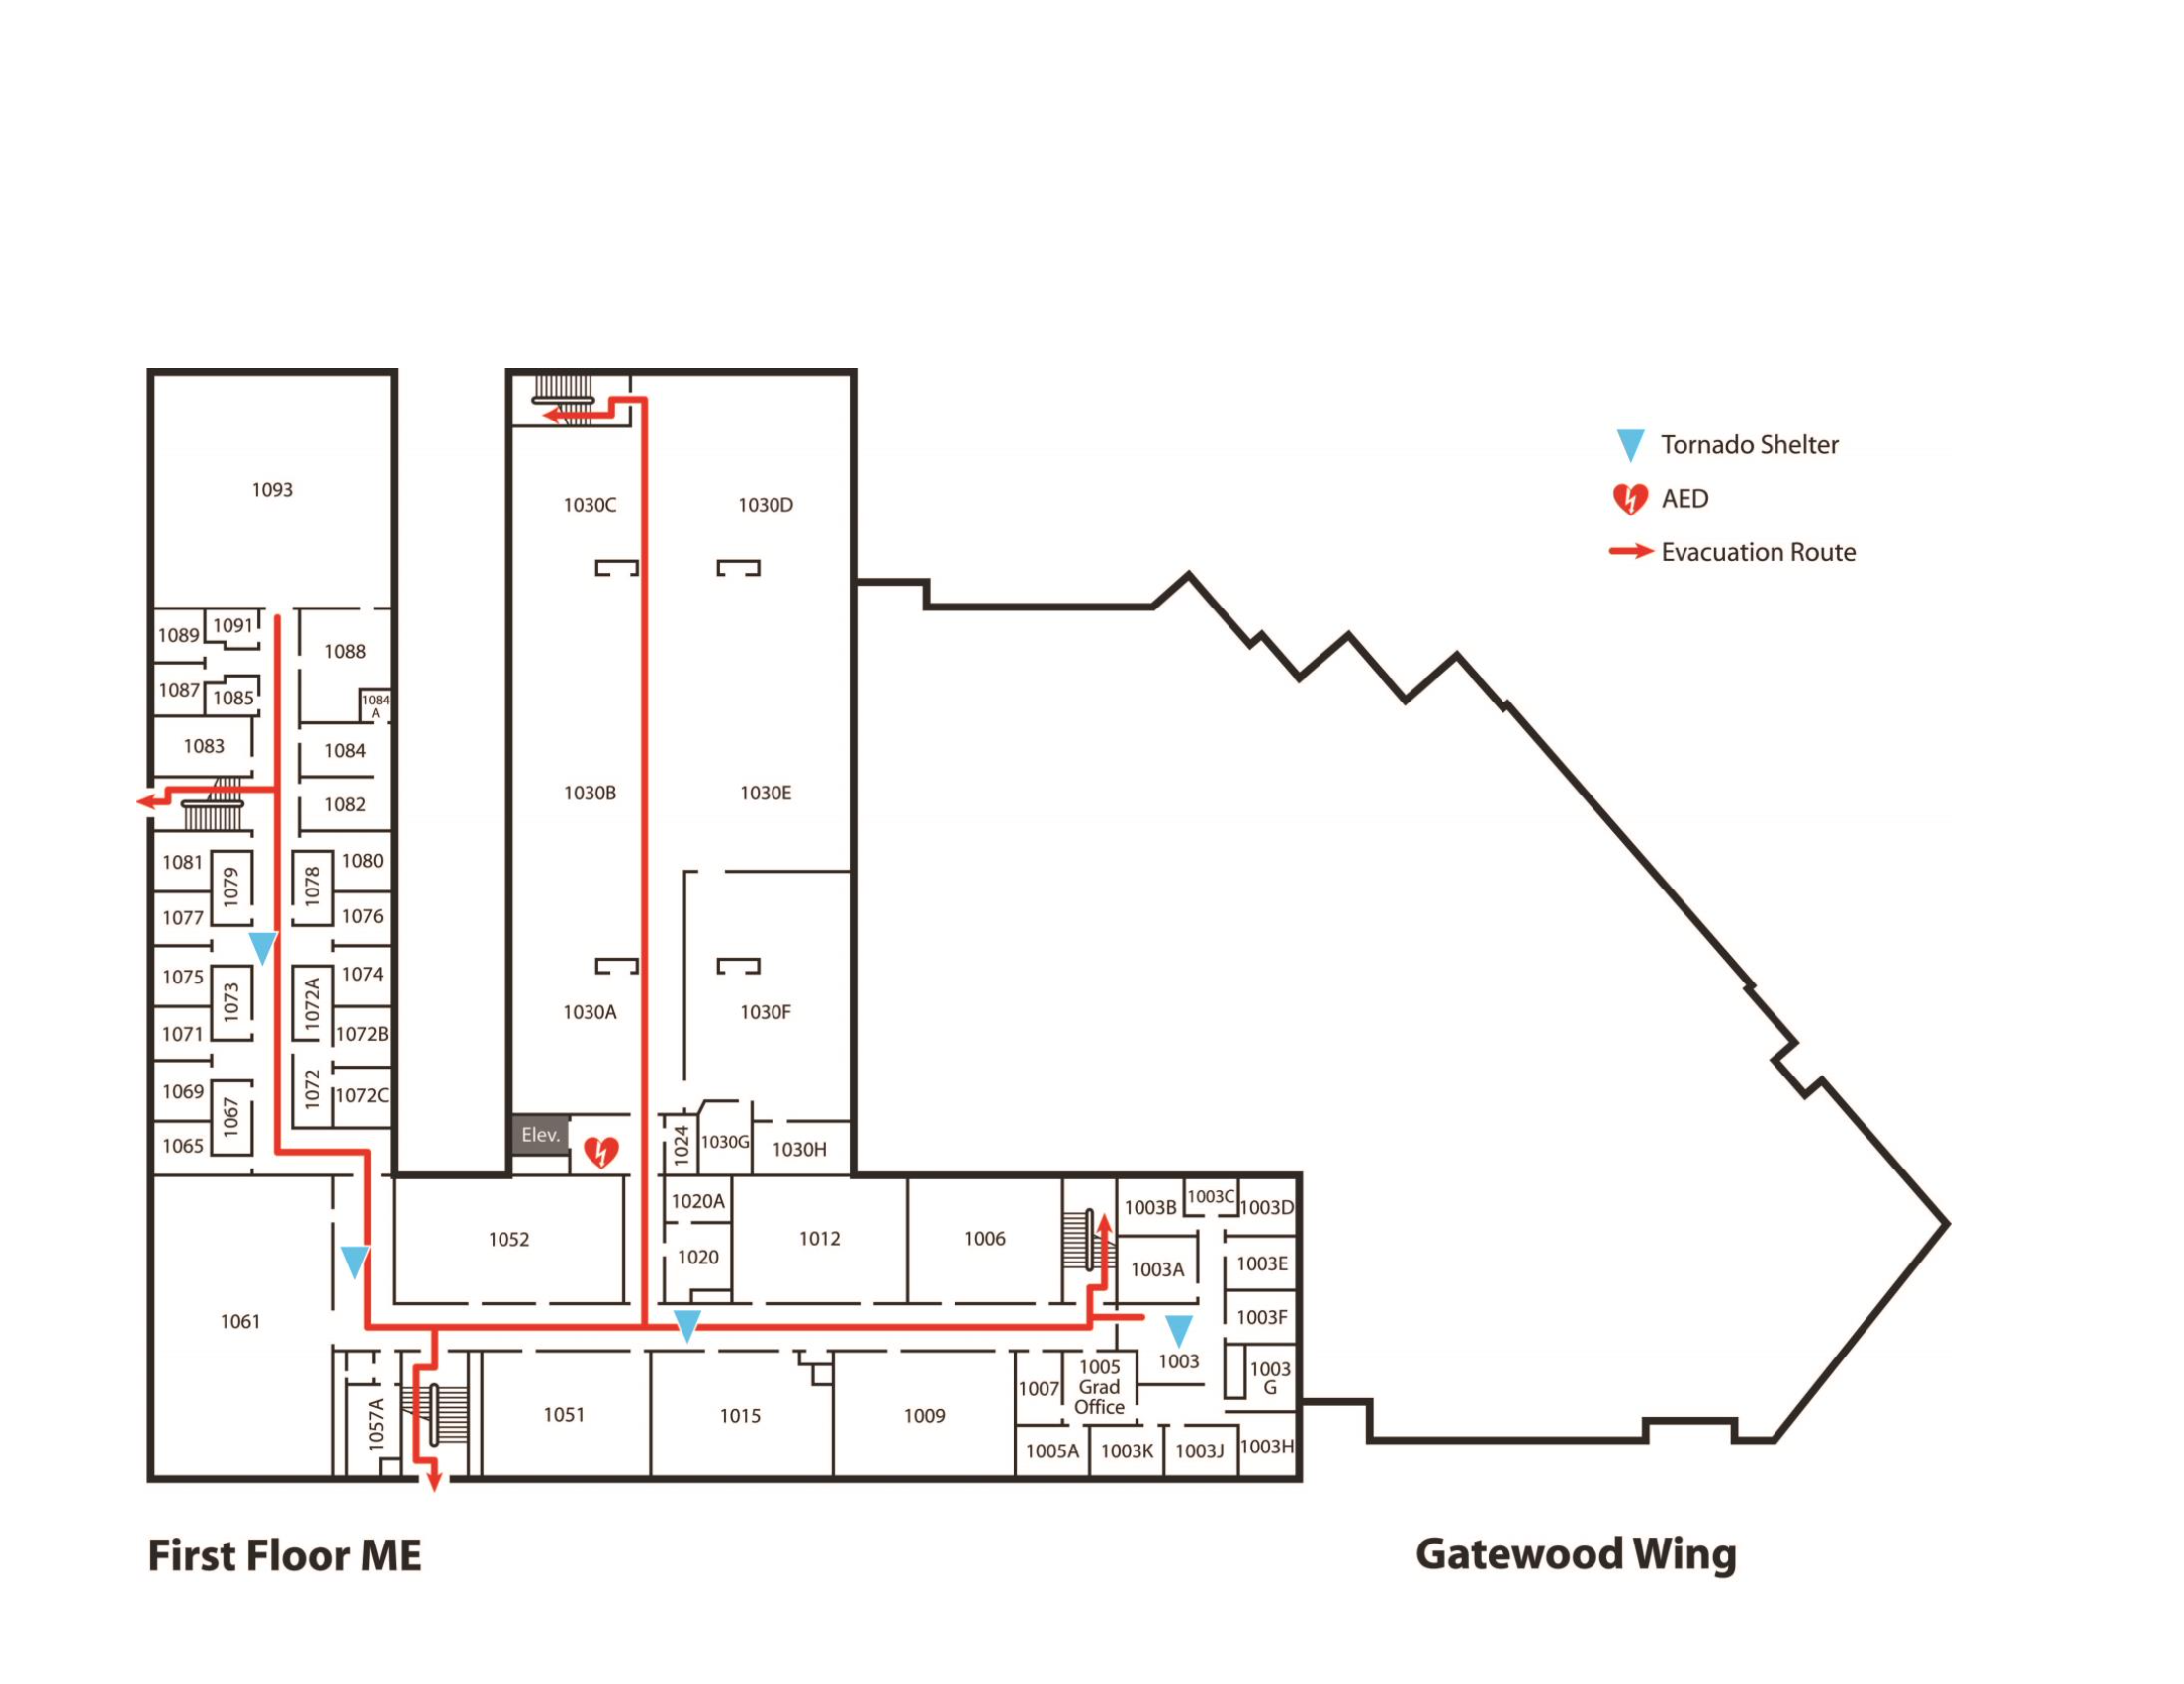 Tornado Shelter
AED
Evacuation Route
1093
1030C
1030D
1089
1091
1088
1087
1085
1084
A
1083
1084
1082
1030B
1030E
1081
1079
1078
1080
1077
1076
1075
1073
1072A
1074
1071
1072B
1030A
1030F
1069
1067
1072
1072C
1065
Elev.
1024
1030G
1030H
1061
1052
1020A
1020
1012
1006
1003B
1003C
1003D
1003A
1003E
1003F
1003
1003
G
1057A
1051
1015
1009
1007
1005
Grad
Office
1005A
1003K
1003J
1003H
First Floor ME
Gatewood Wing